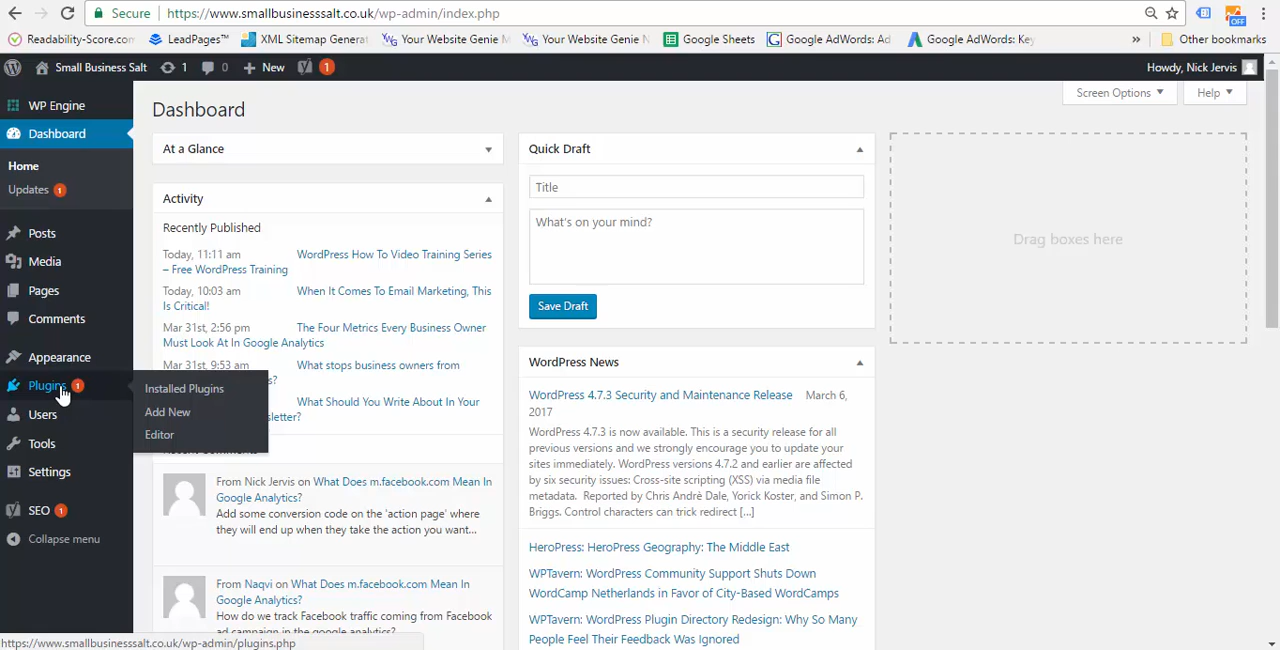 Secure https://www.smallbusinesssalt.co.uk/wp-admin/index.php
OFF
Readability-Score.com LeadPages™ XML Sitemap Genera Your Website Genie M Your Website Genie N Google Sheets Google AdWords: Ad Google AdWords: Key » Other bookmarks
Small Business Salt 1 0 + New 1 Howdy, Nick Jervis
WP Engine
Dashboard
Home
Updates 1
Posts
Media
Pages
Comments
Appearance
Plugins 1
Installed Plugins
Add New
Editor
Users
Tools
Settings
SEO 1
Collapse menu
Dashboard
Screen Options
Help
At a Glance
Activity
Recently Published
Today, 11:11 am WordPress How To Video Training Series
– Free WordPress Training
Today, 10:03 am When It Comes To Email Marketing, This
Is Critical!
Mar 31st, 2:56 pm The Four Metrics Every Business Owner
Must Look At In Google Analytics
Mar 31st, 9:53 am What stops business owners from
s?
What Should You Write About In Your
sletter?
From Nick Jervis on What Does m.facebook.com Mean In
Google Analytics?
Add some conversion code on the 'action page' where
they will end up when they take the action you want...
From Naqvi on What Does m.facebook.com Mean In
Google Analytics?
How do we track Facebook traffic coming from Facebook
ad campaign in the google analytics?
Quick Draft
Title
What's on your mind?
Save Draft
WordPress News
WordPress 4.7.3 Security and Maintenance Release March 6,
2017
WordPress 4.7.3 is now available. This is a security release for all
previous versions and we strongly encourage you to update your
sites immediately. WordPress versions 4.7.2 and earlier are affected
by six security issues: Cross-site scripting (XSS) via media file
metadata. Reported by Chris Andrè Dale, Yorick Koster, and Simon P.
Briggs. Control characters can trick redirect [...]
HeroPress: HeroPress Geography: The Middle East
WPTavern: WordPress Community Support Shuts Down
WordCamp Netherlands in Favor of City-Based WordCamps
WPTavern: WordPress Plugin Directory Redesign: Why So Many
People Feel Their Feedback Was Ignored
Drag boxes here
https://www.smallbusinesssalt.co.uk/wp-admin/plugins.php